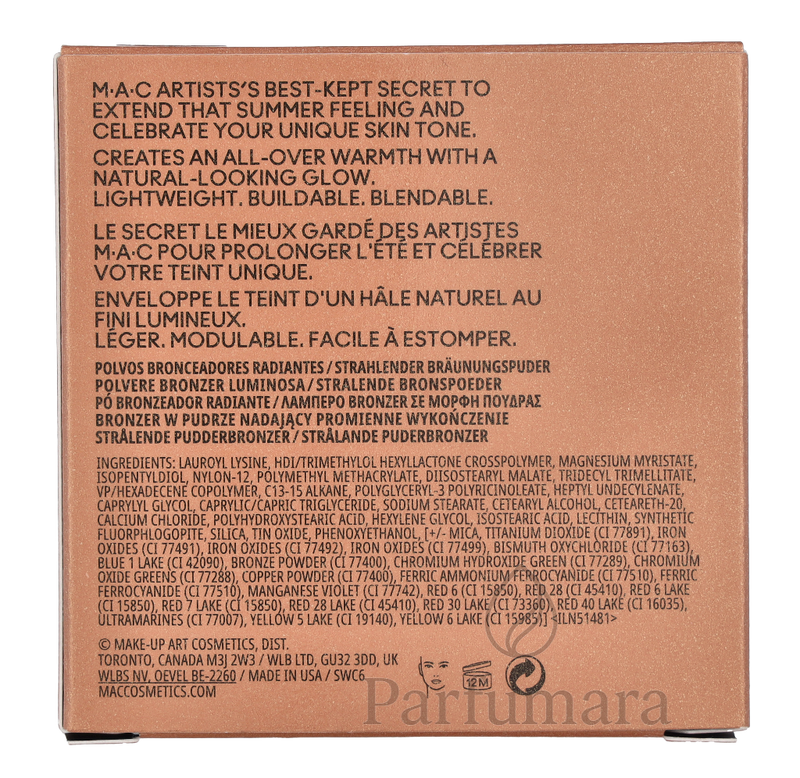 M·A·C ARTISTS'S BEST-KEPT SECRET TO
EXTEND THAT SUMMER FEELING AND
CELEBRATE YOUR UNIQUE SKIN TONE.
CREATES AN ALL-OVER WARMTH WITH A
NATURAL-LOOKING GLOW.
LIGHTWEIGHT. BUILDABLE. BLENDABLE.
LE SECRET LE MIEUX GARDÉ DES ARTISTES
M·A·C POUR PROLONGER L'ÉTÉ ET CÉLÉBRER
VOTRE TEINT UNIQUE.
ENVELOPPE LE TEINT D'UN HÂLE NATUREL AU
FINI LUMINEUX.
LÉGER. MODULABLE. FACILE À ESTOMPER.
POLVOS BRONCEADORES RADIANTES / STRAHLENDER BRÄUNUNGSPUDER
POLVERE BRONZER LUMINOSA / STRALENDE BRONSPOEDER
PÓ BRONZEADOR RADIANTE / ΛΑΜΠΕΡΟ BRONZER ΣΕ ΜΟΡΦΗ ΠΟΥΔΡΑΣ
BRONZER W PUDRZE NADAJĄCY PROMIENNE WYKOŃCZENIE
STRÅLENDE PUDDERBRONZER / STRÅLANDE PUDERBRONZER
INGREDIENTS: LAUROYL LYSINE, HDI/TRIMETHYLOL HEXYLLACTONE CROSSPOLYMER, MAGNESIUM MYRISTATE,
ISOPENTYLDIOL, NYLON-12, POLYMETHYL METHACRYLATE, DIISOSTEARYL MALATE, TRIDECYL TRIMELLITATE,
VP/HEXADECENE COPOLYMER, C13-15 ALKANE, POLYGLYCERYL-3 POLYRICINOLEATE, HEPTYL UNDECYLENATE,
CAPRYLYL GLYCOL, CAPRYLIC/CAPRIC TRIGLYCERIDE, SODIUM STEARATE, CETEARYL ALCOHOL, CETEARETH-20,
CALCIUM CHLORIDE, POLYHYDROXYSTEARIC ACID, HEXYLENE GLYCOL, ISOSTEARIC ACID, LECITHIN, SYNTHETIC
FLUORPHLOGOPITE, SILICA, TIN OXIDE, PHENOXYETHANOL, [+/- MICA, TITANIUM DIOXIDE (CI 77891), IRON
OXIDES (CI 77491), IRON OXIDES (CI 77492), IRON OXIDES (CI 77499), BISMUTH OXYCHLORIDE (CI 77163),
BLUE 1 LAKE (CI 42090), BRONZE POWDER (CI 77400), CHROMIUM HYDROXIDE GREEN (CI 77289), CHROMIUM
OXIDE GREENS (CI 77288), COPPER POWDER (CI 77400), FERRIC AMMONIUM FERROCYANIDE (CI 77510), FERRIC
FERROCYANIDE (CI 77510), MANGANESE VIOLET (CI 77742), RED 6 (CI 15850), RED 28 (CI 45410), RED 6 LAKE
(CI 15850), RED 7 LAKE (CI 15850), RED 28 LAKE (CI 45410), RED 30 LAKE (CI 73360), RED 40 LAKE (CI 16035),
ULTRAMARINES (CI 77007), YELLOW 5 LAKE (CI 19140), YELLOW 6 LAKE (CI 15985)] <ILN51481>
© MAKE-UP ART COSMETICS, DIST.
TORONTO, CANADA M3J 2W3 / WLB LTD, GU32 3DD, UK
WLBS NV, OEVEL BE-2260 / MADE IN USA / SWC6
MACCOSMETICS.COM
12M
Parfumara